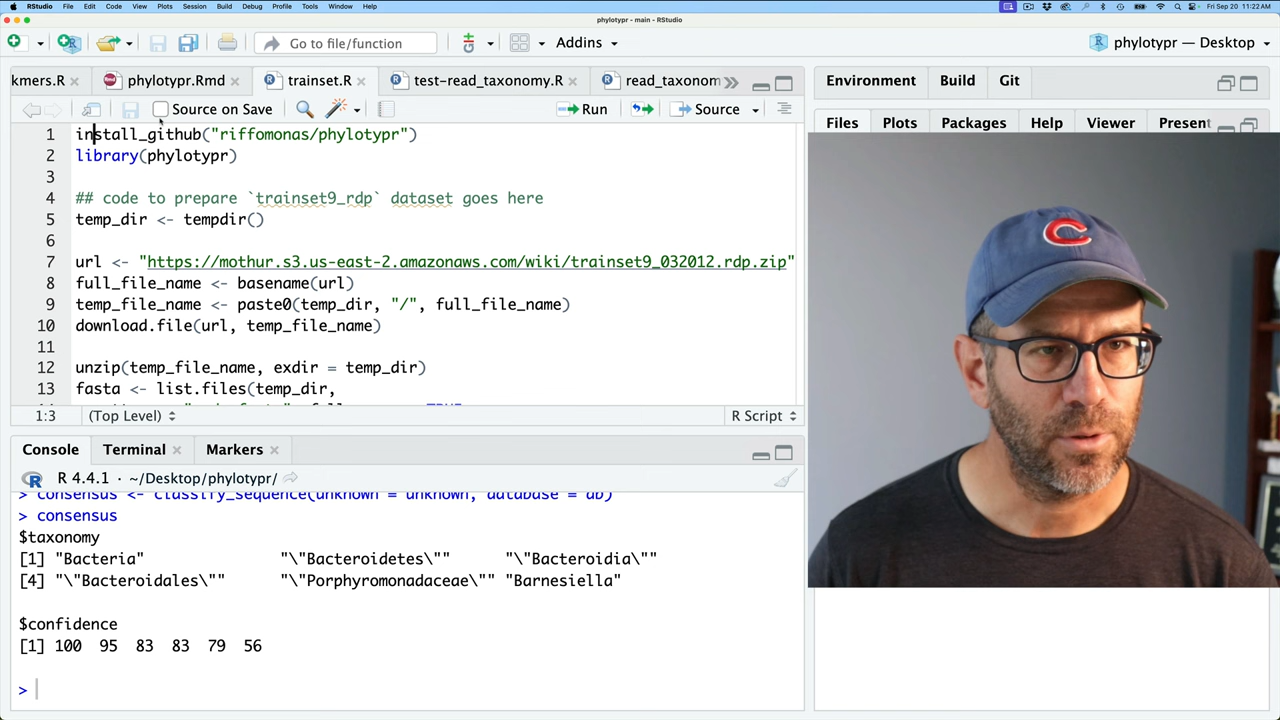 RStudio File Edit Code View Plots Session Build Debug Profile Tools Window Help Fri Sep 20 11:22 AM
phylotypr - main - RStudio
Go to file/function Addins phylotypr — Desktop
kmers.R phylotypr.Rmd trainset.R test-read_taxonomy.R read_taxonom Environment Build Git
Source on Save Run Source
Files Plots Packages Help Viewer Present
1 install_github("riffomonas/phylotypr")
2 library(phylotypr)
3
4 ## code to prepare `trainset9_rdp` dataset goes here
5 temp_dir <- tempdir()
6
7 url <- "https://mothur.s3.us-east-2.amazonaws.com/wiki/trainset9_032012.rdp.zip"
8 full_file_name <- basename(url)
9 temp_file_name <- paste0(temp_dir, "/", full_file_name)
10 download.file(url, temp_file_name)
11
12 unzip(temp_file_name, exdir = temp_dir)
13 fasta <- list.files(temp_dir,
1:3 (Top Level) R Script
Console Terminal Markers
R 4.4.1 · ~/Desktop/phylotypr/
> consensus <- classify_sequence(unknown = unknown, database = db)
> consensus
$taxonomy
[1] "Bacteria" "\"Bacteroidetes\"" "\"Bacteroidia\""
[4] "\"Bacteroidales\"" "\"Porphyromonadaceae\"" "Barnesiella"
$confidence
[1] 100 95 83 83 79 56
>
C